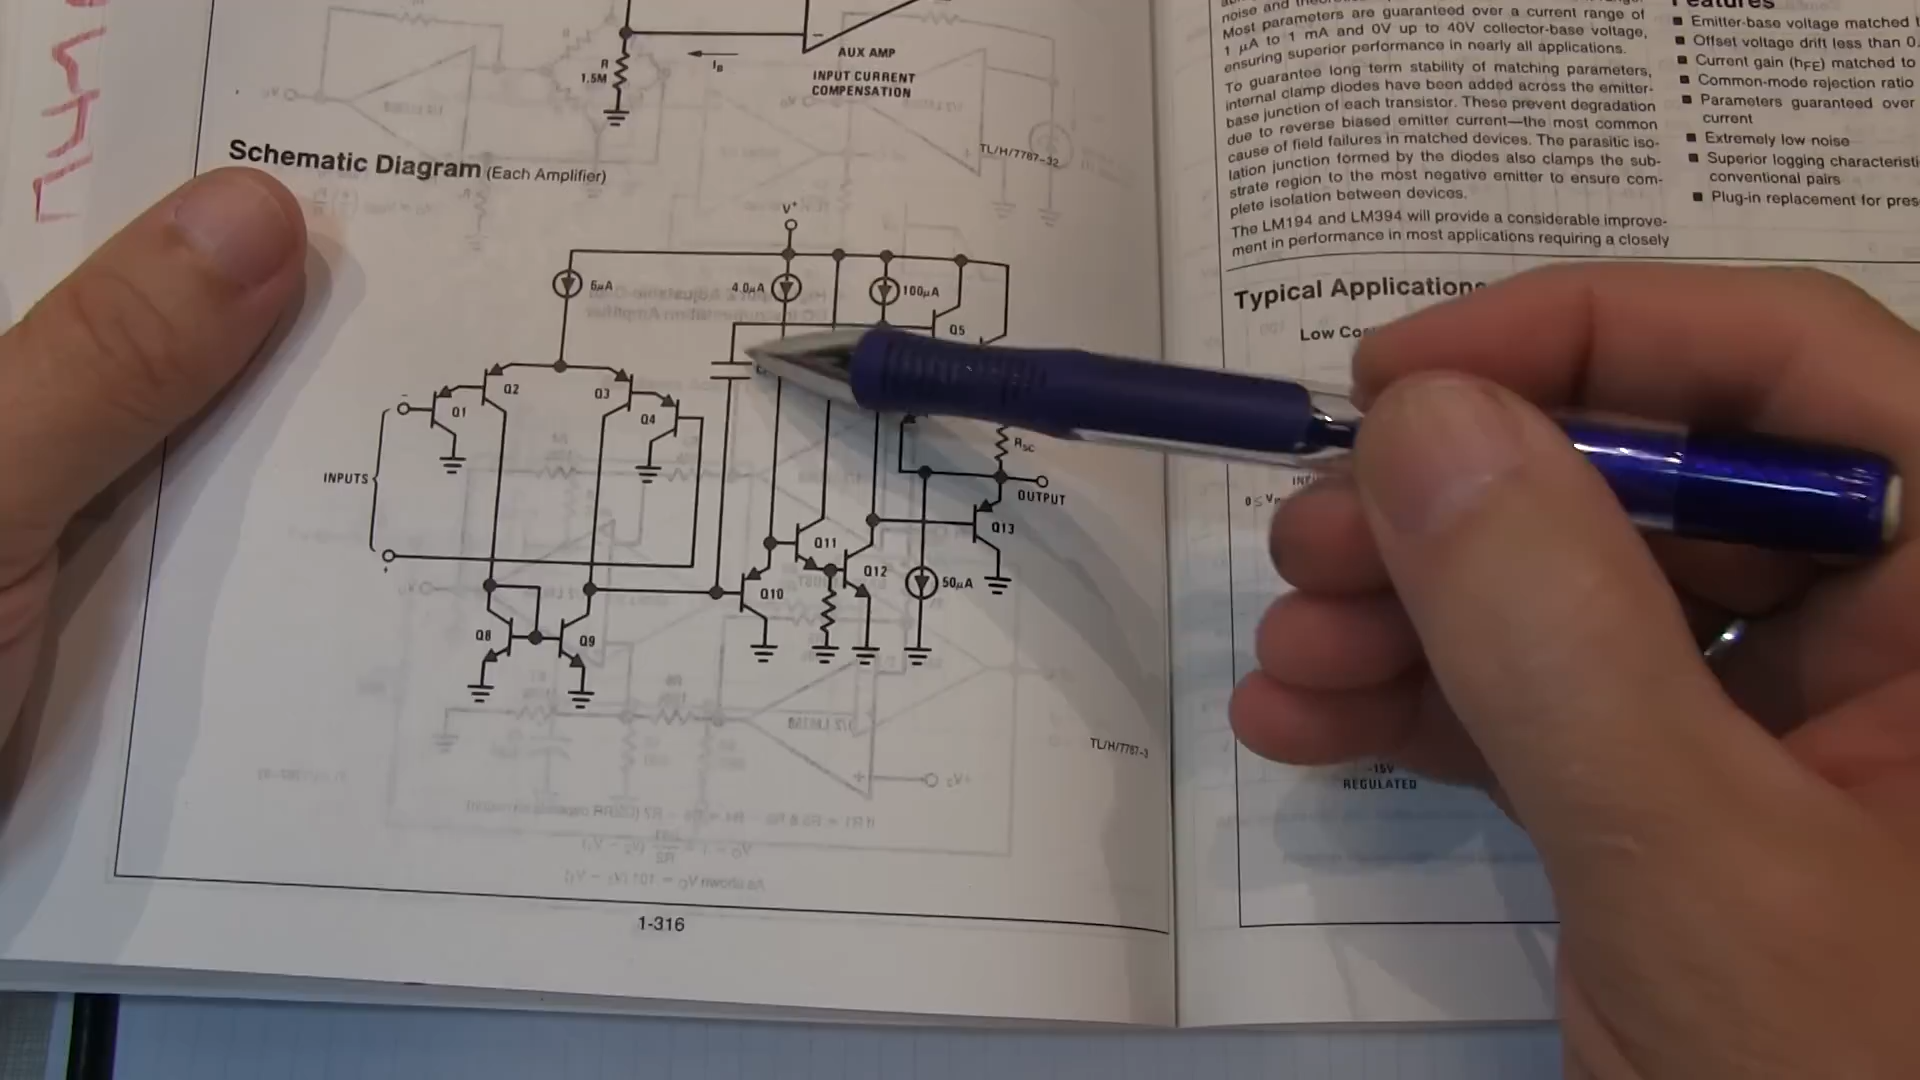 R
1.5M
I_B
AUX AMP
INPUT CURRENT
COMPENSATION
TL/H/7787-32
Schematic Diagram (Each Amplifier)
V+
6μA
4.0μA
100μA
Q5
Q2
Q3
Q1
Q4
INPUTS
R_SC
OUTPUT
Q13
Q11
Q12
Q10
50μA
Q8
Q9
TL/H/7787-3
1-316
noise and
Most parameters are guaranteed over a current range of
1 μA to 1 mA and 0V up to 40V collector-base voltage,
ensuring superior performance in nearly all applications.
To guarantee long term stability of matching parameters,
internal clamp diodes have been added across the emitter-
base junction of each transistor. These prevent degradation
due to reverse biased emitter current—the most common
cause of field failures in matched devices. The parasitic iso-
lation junction formed by the diodes also clamps the sub-
strate region to the most negative emitter to ensure com-
plete isolation between devices.
The LM194 and LM394 will provide a considerable improve-
ment in performance in most applications requiring a closely
Features
■ Emitter-base voltage matched
■ Offset voltage drift less than 0.
■ Current gain (hFE) matched to
■ Common-mode rejection ratio
■ Parameters guaranteed over
current
■ Extremely low noise
■ Superior logging
conventional pairs
■ Plug-in replacement for
Typical Applications
Low
-15V
REGULATED